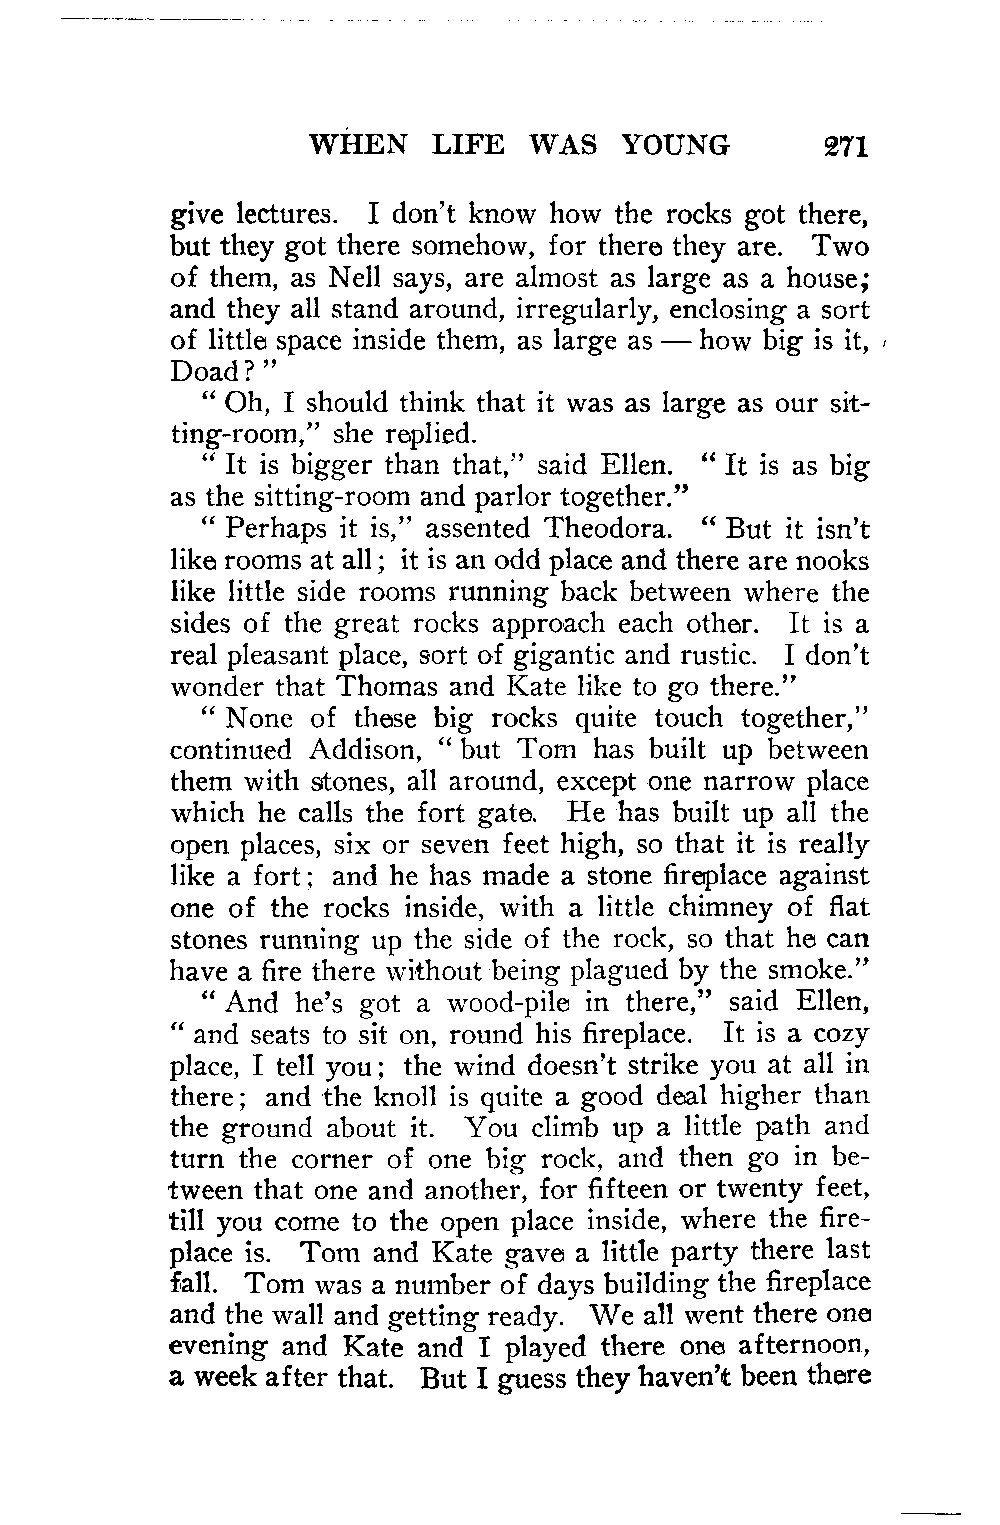 WHEN LIFE WAS YOUNG 271
give lectures. I don't know how the rocks got there,
but they got there somehow, for there they are. Two
of them, as Nell says, are almost as large as a house;
and they all stand around, irregularly, enclosing a sort
of little space inside them, as large as — how big is it,
Doad?"
"Oh, I should think that it was as large as our sit-
ting-room," she replied.
"It is bigger than that," said Ellen. "It is as big
as the sitting-room and parlor together."
"Perhaps it is," assented Theodora. "But it isn't
like rooms at all; it is an odd place and there are nooks
like little side rooms running back between where the
sides of the great rocks approach each other. It is a
real pleasant place, sort of gigantic and rustic. I don't
wonder that Thomas and Kate like to go there."
"None of these big rocks quite touch together,"
continued Addison, "but Tom has built up between
them with stones, all around, except one narrow place
which he calls the fort gate. He has built up all the
open places, six or seven feet high, so that it is really
like a fort; and he has made a stone fireplace against
one of the rocks inside, with a little chimney of flat
stones running up the side of the rock, so that he can
have a fire there without being plagued by the smoke."
"And he's got a wood-pile in there," said Ellen,
"and seats to sit on, round his fireplace. It is a cozy
place, I tell you; the wind doesn't strike you at all in
there; and the knoll is quite a good deal higher than
the ground about it. You climb up a little path and
turn the corner of one big rock, and then go in be-
tween that one and another, for fifteen or twenty feet,
till you come to the open place inside, where the fire-
place is. Tom and Kate gave a little party there last
fall. Tom was a number of days building the fireplace
and the wall and getting ready. We all went there one
evening and Kate and I played there one afternoon,
a week after that. But I guess they haven't been there